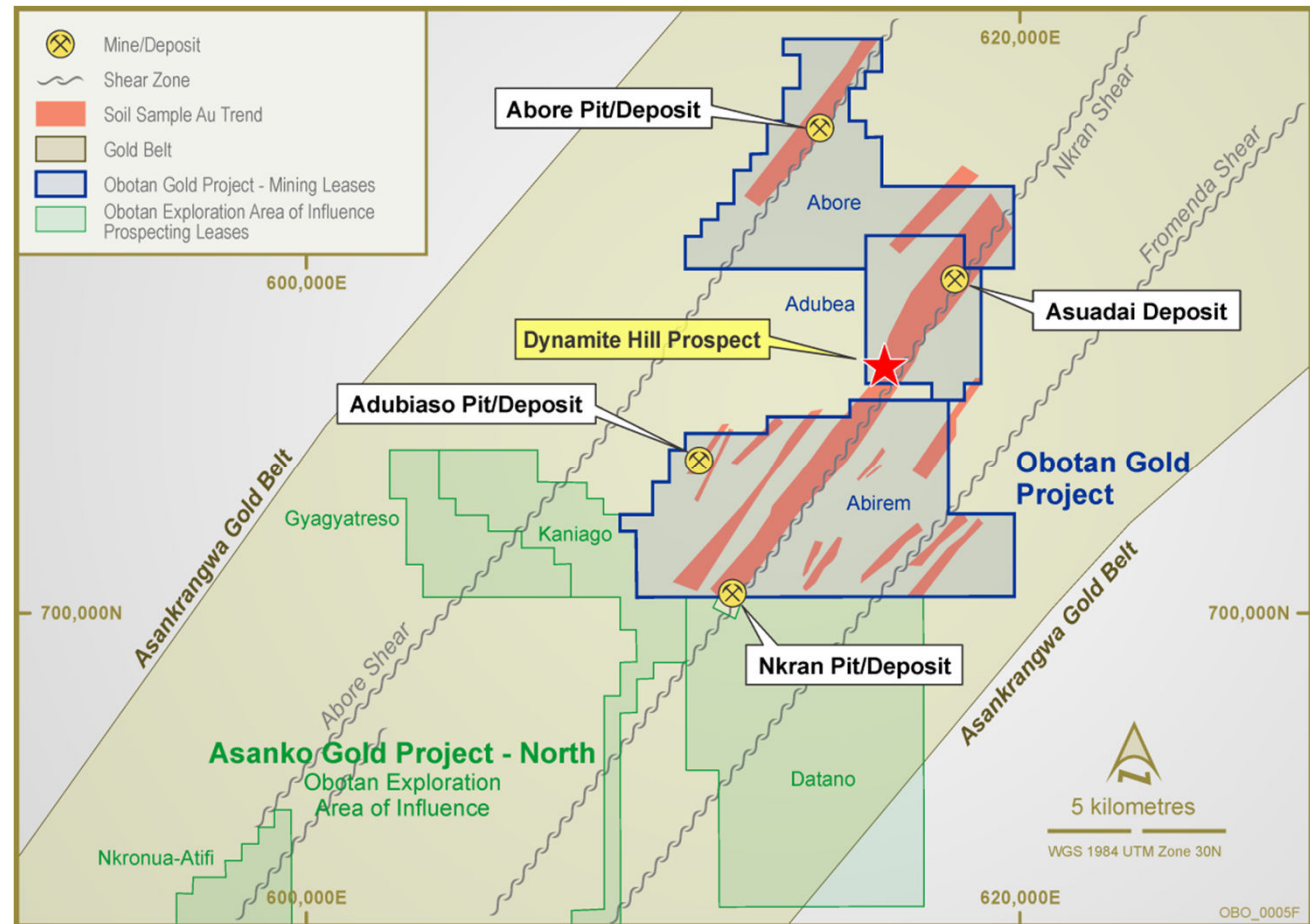 Mine/Deposit
Shear Zone
Soil Sample Au Trend
Gold Belt
Obotan Gold Project - Mining Leases
Obotan Exploration Area of Influence
Prospecting Leases
620,000E
600,000E
Abore Pit/Deposit
Nkran Shear
Fromenda Shear
Abore
Adubea
Asuadai Deposit
Dynamite Hill Prospect
Adubiaso Pit/Deposit
Asankrangwa Gold Belt
Obotan Gold
Project
Abirem
Gyagyatreso
Kaniago
700,000N
700,000N
Nkran Pit/Deposit
Abore Shear
Asankrangwa Gold Belt
Asanko Gold Project - North
Obotan Exploration
Area of Influence
Datano
N
5 kilometres
WGS 1984 UTM Zone 30N
Nkronua-Atifi
600,000E
620,000E
OBO_0005F